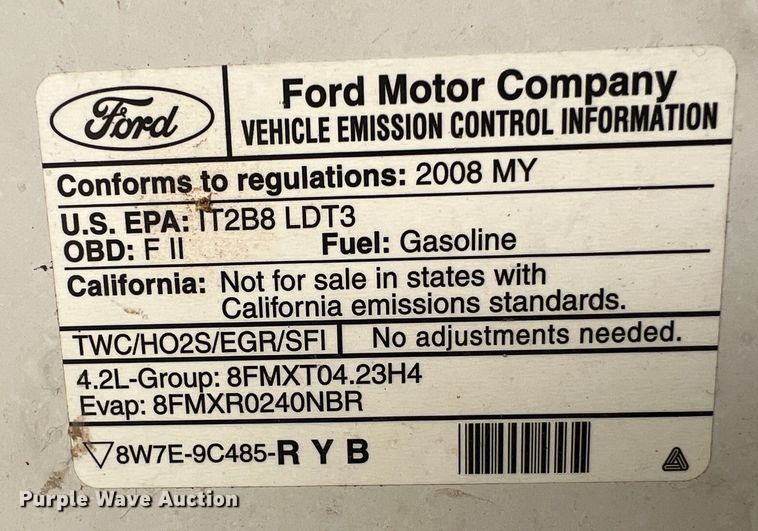 Ford
Ford Motor Company
VEHICLE EMISSION CONTROL INFORMATION
Conforms to regulations: 2008 MY
U.S. EPA: IT2B8 LDT3
OBD: F II Fuel: Gasoline
California: Not for sale in states with
California emissions standards.
TWC/HO2S/EGR/SFI No adjustments needed.
4.2L-Group: 8FMXT04.23H4
Evap: 8FMXR0240NBR
8W7E-9C485-R Y B
Purple Wave Auction